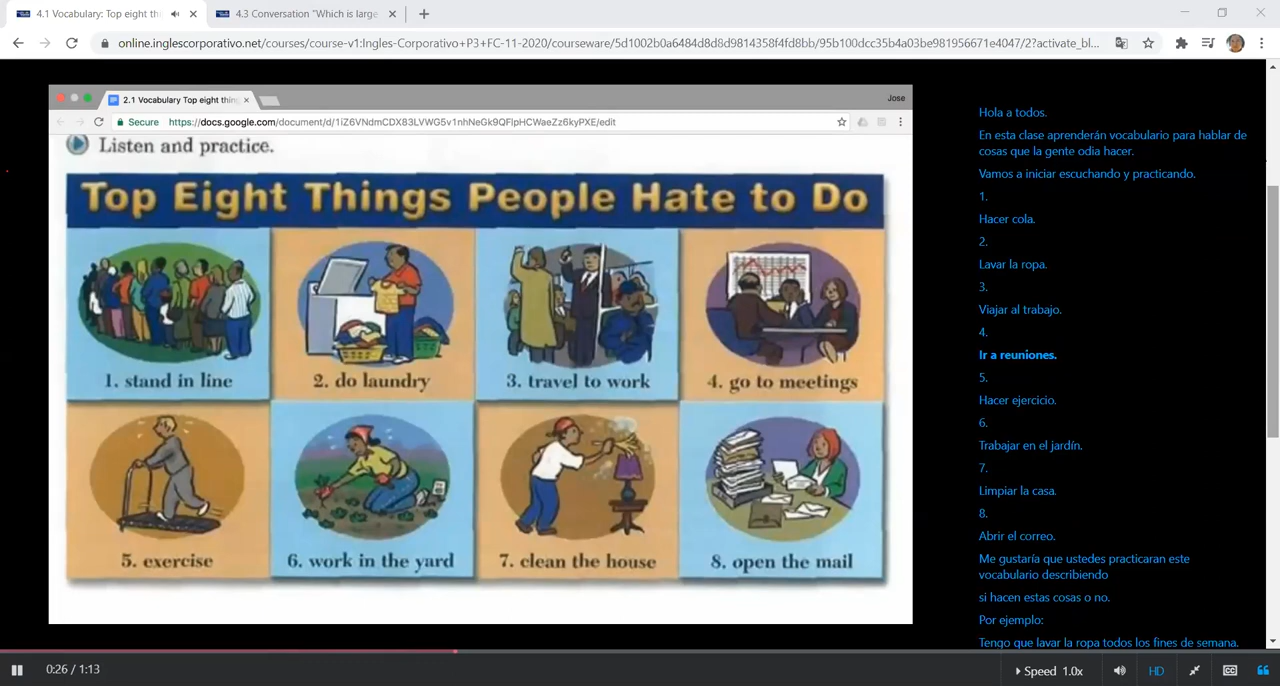 4.1 Vocabulary: Top eight thi
4.3 Conversation "Which is large
online.inglescorporativo.net/courses/course-v1:Ingles-Corporativo+P3+FC-11-2020/courseware/5d1002b0a6484d8d8d9814358f4fd8bb/95b100dcc35b4a03be981956671e4047/2?activate_bl...
2.1 Vocabulary Top eight thing
Jose
Secure https://docs.google.com/document/d/1iZ6VNdmCDX83LVWG5v1nhNeGk9QFlpHCWaeZz6kyPXE/edit
Listen and practice.
Top Eight Things People Hate to Do
1. stand in line
2. do laundry
3. travel to work
4. go to meetings
5. exercise
6. work in the yard
7. clean the house
8. open the mail
Hola a todos.
En esta clase aprenderán vocabulario para hablar de
cosas que la gente odia hacer.
Vamos a iniciar escuchando y practicando.
1.
Hacer cola.
2.
Lavar la ropa.
3.
Viajar al trabajo.
4.
Ir a reuniones.
5.
Hacer ejercicio.
6.
Trabajar en el jardín.
7.
Limpiar la casa.
8.
Abrir el correo.
Me gustaría que ustedes practicaran este
vocabulario describiendo
si hacen estas cosas o no.
Por ejemplo:
Tengo que lavar la ropa todos los fines de semana.
0:26 / 1:13
Speed 1.0x
HD
CC